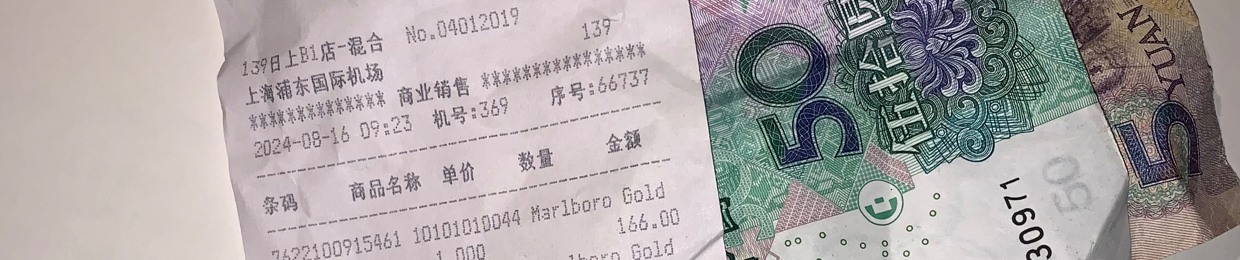 No.04012019
139日上B1店-混合 139
上海浦东国际机场
************ 商业销售 ****************
2024-08-16 09:23 机号:369 序号:66737
条码 商品名称 单价 数量 金额
7622100915461 10101010044 Marlboro Gold
1.000 166.00
Marlboro Gold
50
伍拾圆
50
30971
YUAN
5